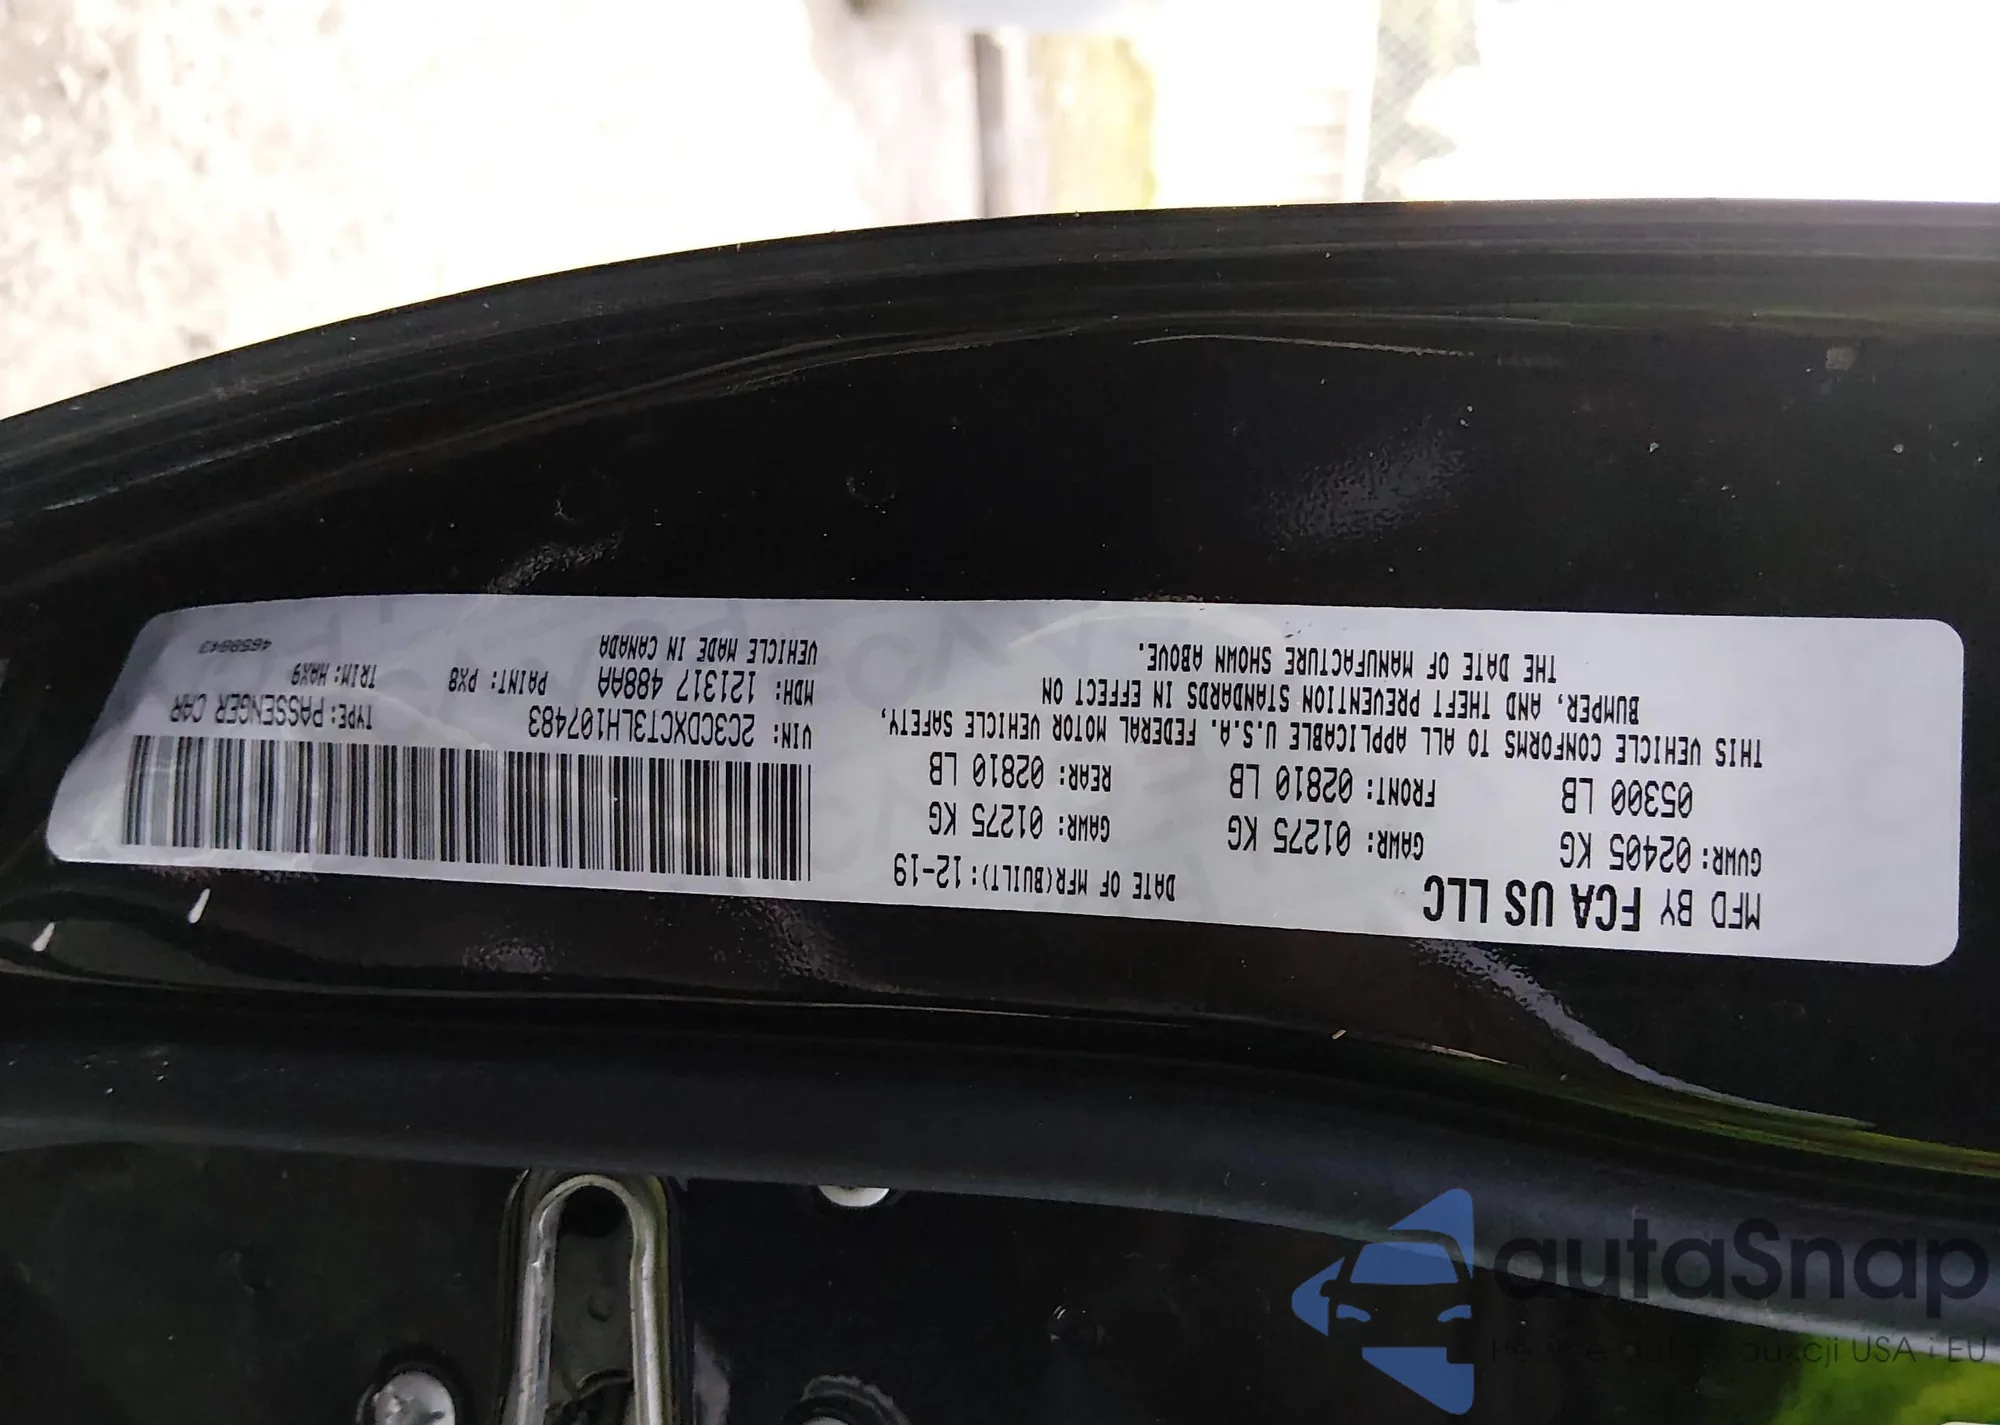 MFD BY FCA US LLC
DATE OF MFR(BUILT): 12-19
GVWR: 02405 KG
GAWR: 01275 KG
GAWR: 01275 KG
05300 LB
FRONT: 02810 LB
REAR: 02810 LB
THIS VEHICLE CONFORMS TO ALL APPLICABLE U.S.A. FEDERAL MOTOR VEHICLE SAFETY,
BUMPER, AND THEFT PREVENTION STANDARDS IN EFFECT ON
THE DATE OF MANUFACTURE SHOWN ABOVE.
VIN: 2C3CDXCT3LH107483
TYPE: PASSENGER CAR
MDH: 121317 488AA
PAINT: PX8
TRIM: HAX9
VEHICLE MADE IN CANADA
4658643
autaSnap
USA i EU